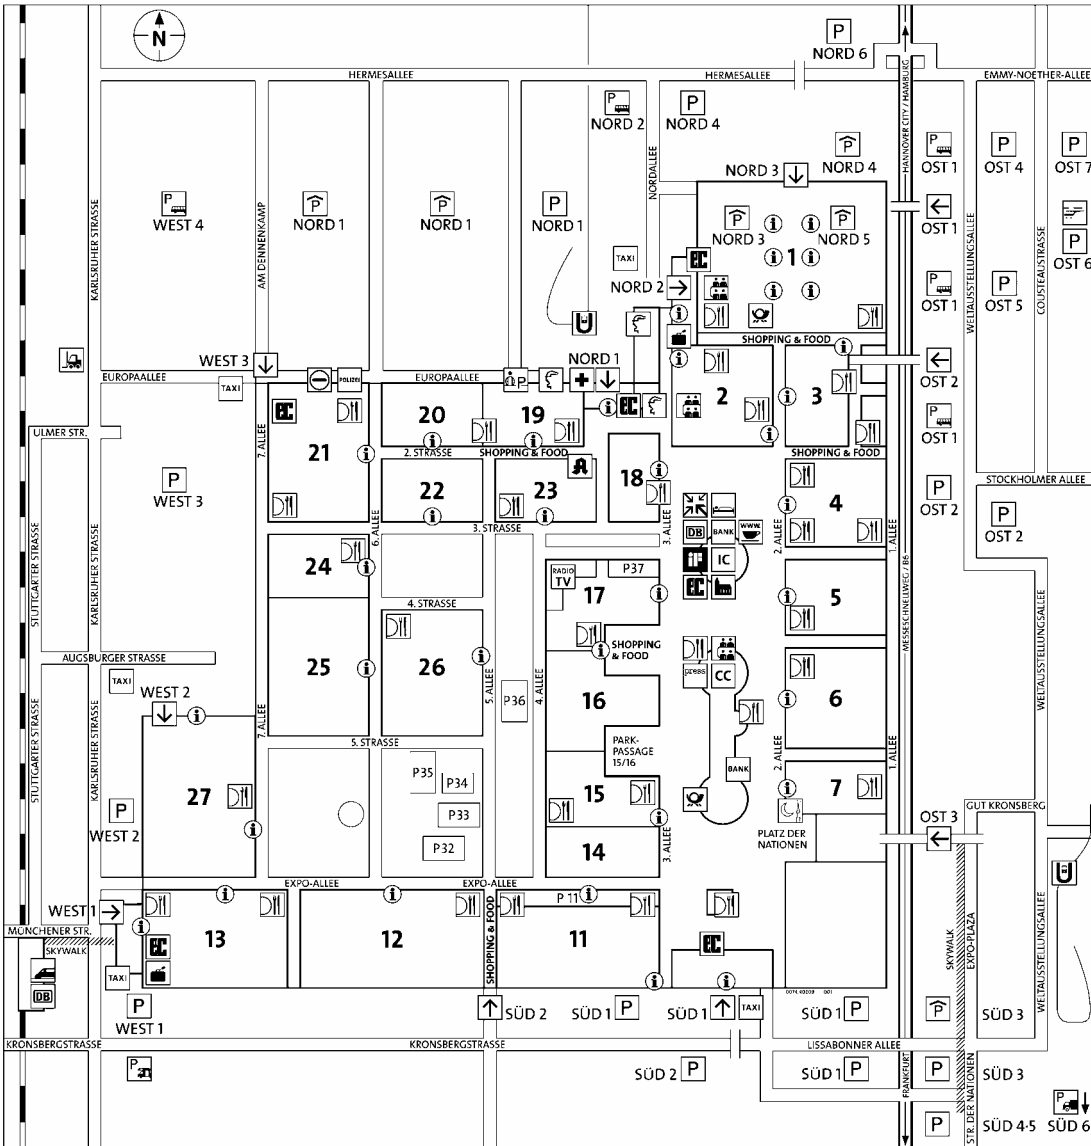 N
P
NORD 6
HERMESALLEE
HERMESALLEE
EMMY-NOETHER-ALLEE
HANNOVER CITY / HAMBURG
P
NORD 2
P
NORD 4
NORDALLEE
P
NORD 4
NORD 3
P
OST 1
P
OST 4
P
OST 7
KARLSRUHER STRASSE
P
WEST 4
AM DENNENKAMP
P
NORD 1
P
NORD 1
P
NORD 1
P
NORD 3
P
NORD 5
1
OST 1
WELTAUSSTELLUNGSALLEE
COUSTEAUSTRASSE
P
OST 6
TAXI
EC
NORD 2
P
OST 1
P
OST 5
U
SHOPPING & FOOD
WEST 3
NORD 1
OST 2
EUROPAALLEE
TAXI
POLIZEI
EUROPAALLEE
P
EC
2
3
EC
20
19
P
OST 1
ULMER STR.
7. ALLEE
21
2. STRASSE
SHOPPING & FOOD
SHOPPING & FOOD
18
P
WEST 3
22
23
4
P
OST 2
STOCKHOLMER ALLEE
P
OST 2
3. STRASSE
6. ALLEE
3. ALLEE
2. ALLEE
1. ALLEE
DB
BANK
WWW.
IF
IC
EC
STUTTGARTER STRASSE
KARLSRUHER STRASSE
24
RADIO
TV
P37
17
5
MESSESCHNELLWEG / B6
4. STRASSE
SHOPPING
& FOOD
25
26
AUGSBURGER STRASSE
5. ALLEE
4. ALLEE
P36
16
press
CC
6
WELTAUSSTELLUNGSALLEE
TAXI
WEST 2
7. ALLEE
5. STRASSE
PARK-
PASSAGE
15/16
STUTTGARTER STRASSE
KARLSRUHER STRASSE
P35
P34
P33
P32
BANK
2. ALLEE
1. ALLEE
27
15
7
P
WEST 2
GUT KRONSBERG
OST 3
PLATZ DER
NATIONEN
14
3. ALLEE
U
EXPO-ALLEE
EXPO-ALLEE
P 11
WEST 1
MÜNCHENER STR.
SKYWALK
13
12
SHOPPING & FOOD
11
EC
EC
SKYWALK
EXPO-PLAZA
WELTAUSSTELLUNGSALLEE
TAXI
DB
P
WEST 1
SÜD 2
SÜD 1
P
SÜD 1
TAXI
SÜD 1
P
P
SÜD 3
KRONSBERGSTRASSE
KRONSBERGSTRASSE
LISSABONNER ALLEE
P
SÜD 2
P
SÜD 1
P
P
SÜD 3
FRANKFURT
STR. DER NATIONEN
P
SÜD 4-5
P
SÜD 6